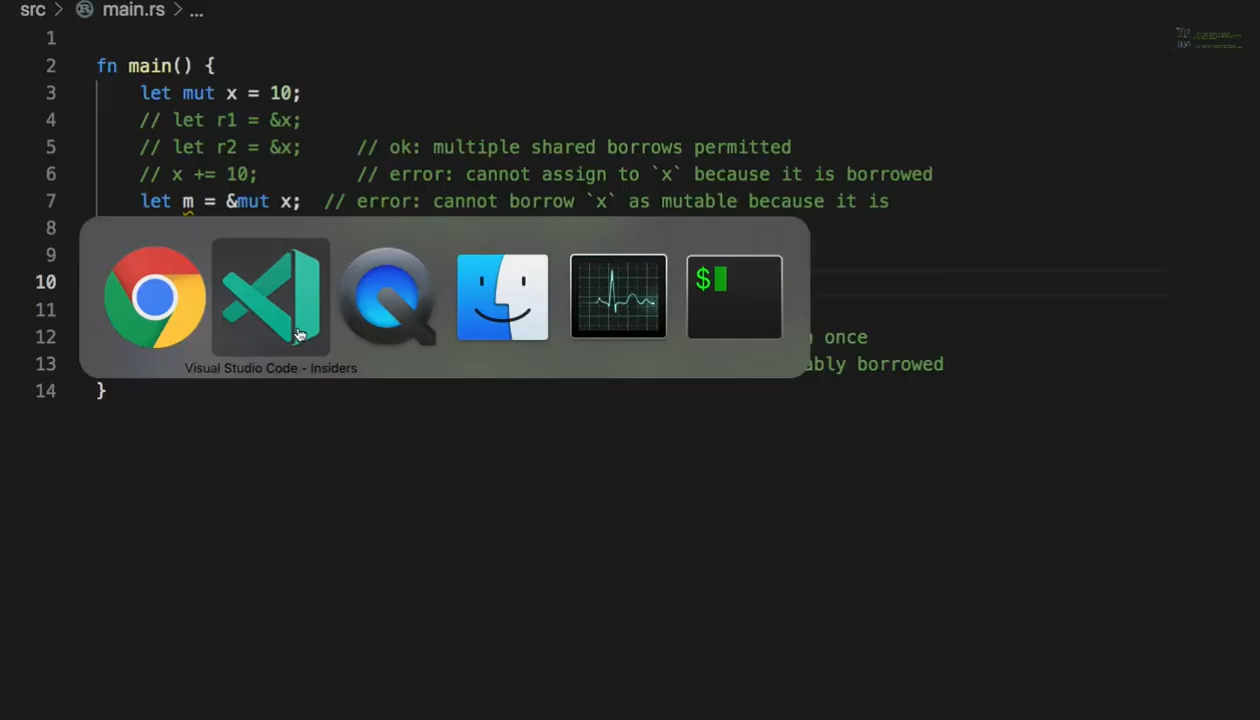 src > main.rs > ...
1
2 fn main() {
3 let mut x = 10;
4 // let r1 = &x;
5 // let r2 = &x; // ok: multiple shared borrows permitted
6 // x += 10; // error: cannot assign to `x` because it is borrowed
7 let m = &mut x; // error: cannot borrow `x` as mutable because it is
8
9
10
11
12 once
13 borrowed
14 }
$
Visual Studio Code - Insiders